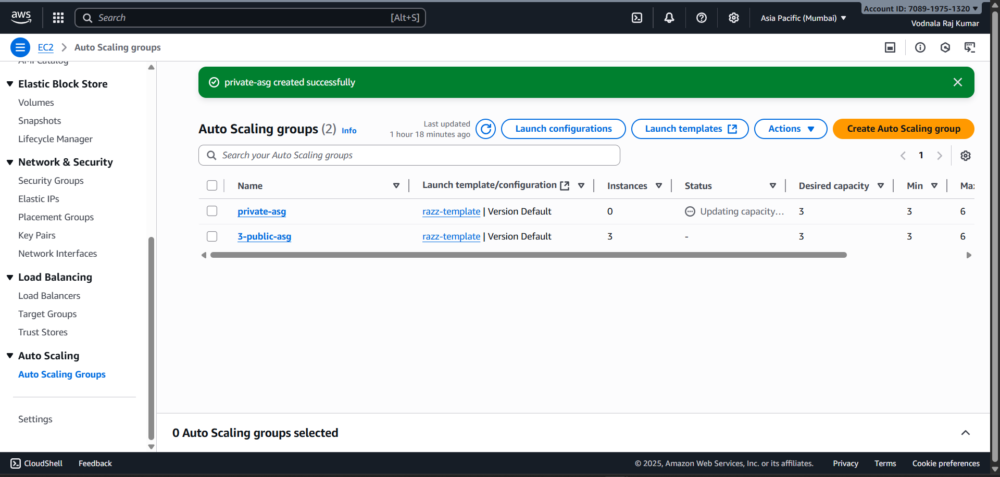 aws
Search
[Alt+S]
Asia Pacific (Mumbai)
Account ID: 7089-1975-1320
Vodnala Raj Kumar
EC2
Auto Scaling groups
AMI Catalog
Elastic Block Store
Volumes
Snapshots
Lifecycle Manager
Network & Security
Security Groups
Elastic IPs
Placement Groups
Key Pairs
Network Interfaces
Load Balancing
Load Balancers
Target Groups
Trust Stores
Auto Scaling
Auto Scaling Groups
Settings
private-asg created successfully
Auto Scaling groups (2) Info
Last updated
1 hour 18 minutes ago
Launch configurations
Launch templates
Actions
Create Auto Scaling group
Search your Auto Scaling groups
1
Name Launch template/configuration Instances Status Desired capacity Min Max
private-asg razz-template | Version Default 0 Updating capacity... 3 3 6
3-public-asg razz-template | Version Default 3 - 3 3 6
0 Auto Scaling groups selected
CloudShell
Feedback
© 2025, Amazon Web Services, Inc. or its affiliates.
Privacy
Terms
Cookie preferences